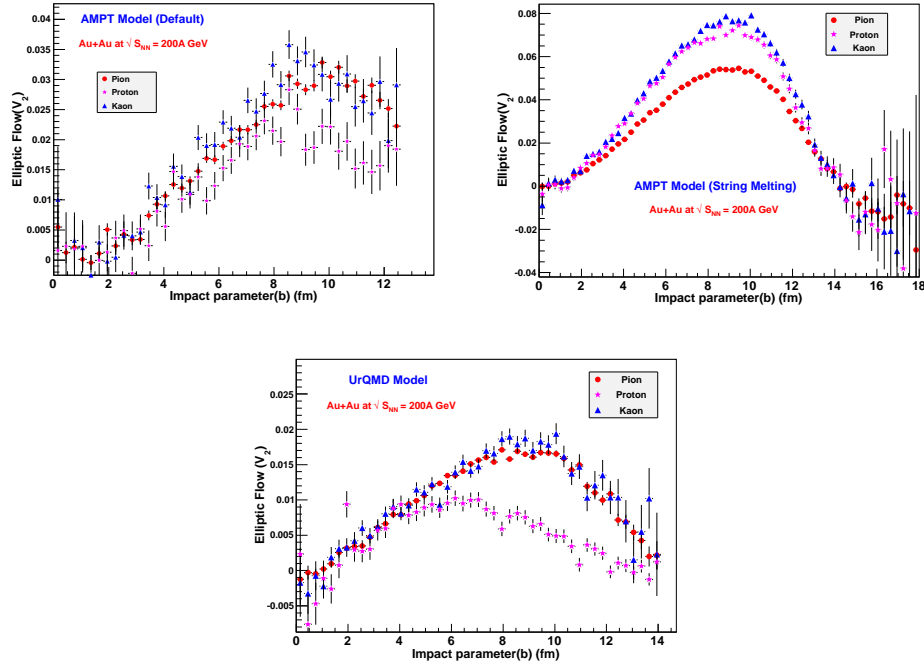 AMPT Model (Default)
Au+Au at √ S_NN = 200A GeV
Pion
Proton
Kaon
Elliptic Flow(V_2)
0.035
0.03
0.025
0.02
0.015
0.01
0.005
0
0 2 4 6 8 10 12
Impact parameter(b) (fm)
Pion
Proton
Kaon
AMPT Model (String Melting)
Au+Au at √ S_NN = 200A GeV
Elliptic Flow(V_2)
0.08
0.06
0.04
0.02
0
-0.02
-0.04
0 2 4 6 8 10 12 14 16 18
Impact parameter(b) (fm)
UrQMD Model
Au+Au at √ S_NN = 200A GeV
Pion
Proton
Kaon
Elliptic Flow (V_2)
0.02
0.015
0.01
0.005
0
-0.005
0 2 4 6 8 10 12 14
Impact parameter(b) (fm)